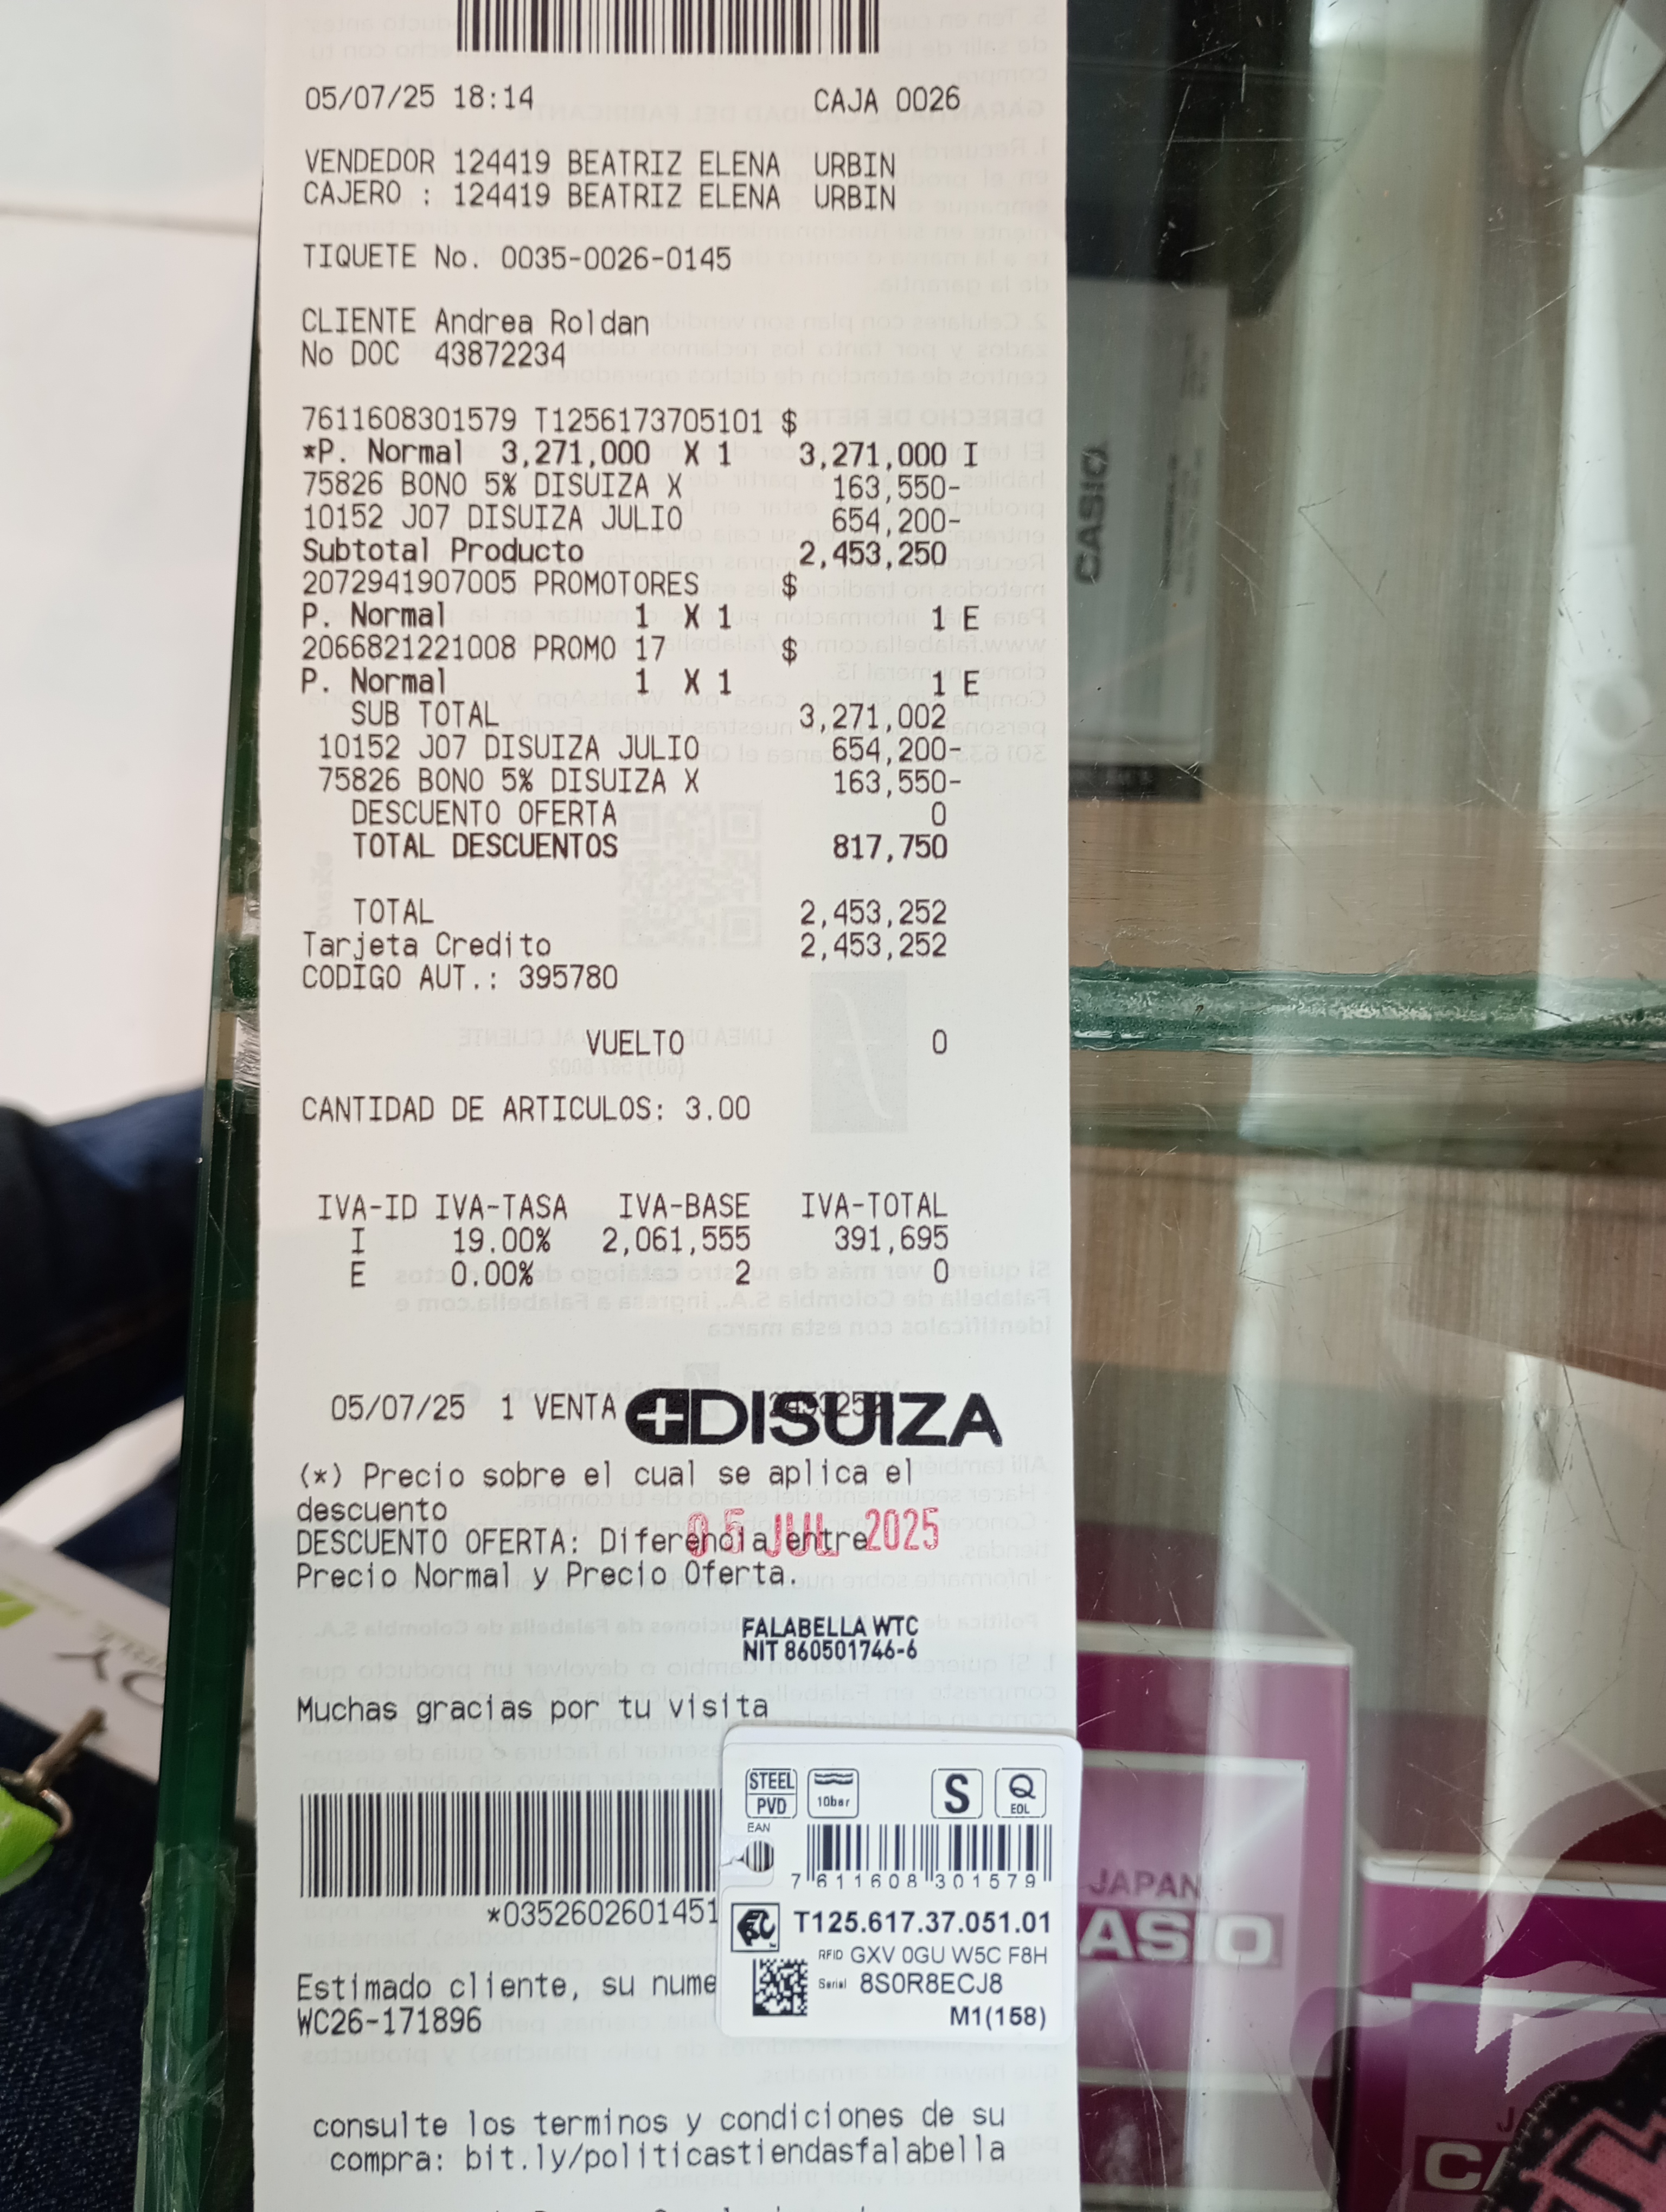 05/07/25 18:14 CAJA 0026
VENDEDOR 124419 BEATRIZ ELENA URBIN
CAJERO : 124419 BEATRIZ ELENA URBIN
TIQUETE No. 0035-0026-0145
CLIENTE Andrea Roldan
No DOC 43872234
7611608301579 T1256173705101 $
*P. Normal 3,271,000 X 1 3,271,000 I
75826 BONO 5% DISUIZA X 163,550-
10152 J07 DISUIZA JULIO 654,200-
Subtotal Producto 2,453,250
2072941907005 PROMOTORES $
P. Normal 1 X 1 1 E
2066821221008 PROMO 17 $
P. Normal 1 X 1 1 E
SUB TOTAL 3,271,002
10152 J07 DISUIZA JULIO 654,200-
75826 BONO 5% DISUIZA X 163,550-
DESCUENTO OFERTA 0
TOTAL DESCUENTOS 817,750
TOTAL 2,453,252
Tarjeta Credito 2,453,252
CODIGO AUT.: 395780
VUELTO 0
CANTIDAD DE ARTICULOS: 3.00
IVA-ID IVA-TASA IVA-BASE IVA-TOTAL
I 19.00% 2,061,555 391,695
E 0.00% 2 0
05/07/25 1 VENTA
DISUIZA
(*) Precio sobre el cual se aplica el
descuento
DESCUENTO OFERTA: Diferencia entre
05 JUL 2025
Precio Normal y Precio Oferta.
FALABELLA WTC
NIT 860501746-6
Muchas gracias por tu visita
*0352602601451
Estimado cliente, su nume
WC26-171896
consulte los terminos y condiciones de su
compra: bit.ly/politicastiendasfalabella
STEEL
PVD
10bar
S
Q
EOL
EAN
7 611608 301579
T125.617.37.051.01
RFID GXV 0GU W5C F8H
Serial 8S0R8ECJ8
M1(158)
CASIO
JAPAN
ASIO